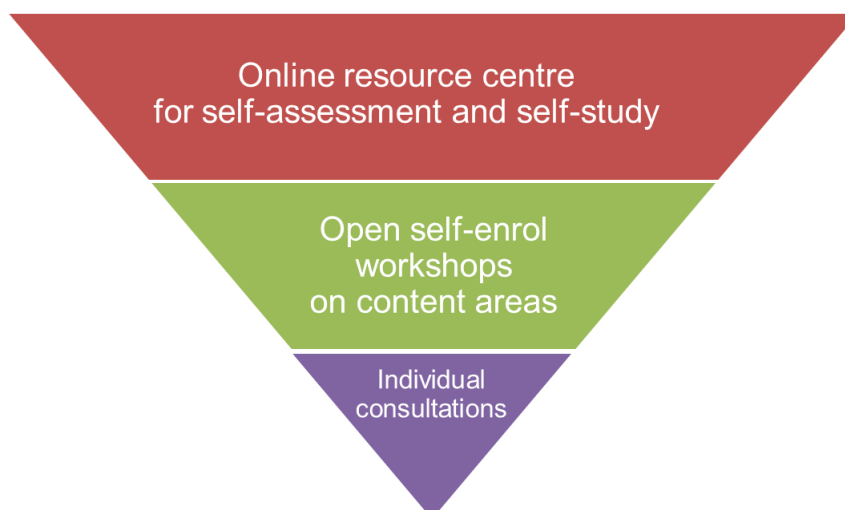 Online resource centre
for self-assessment and self-study
Open self-enrol
workshops
on content areas
Individual
consultations